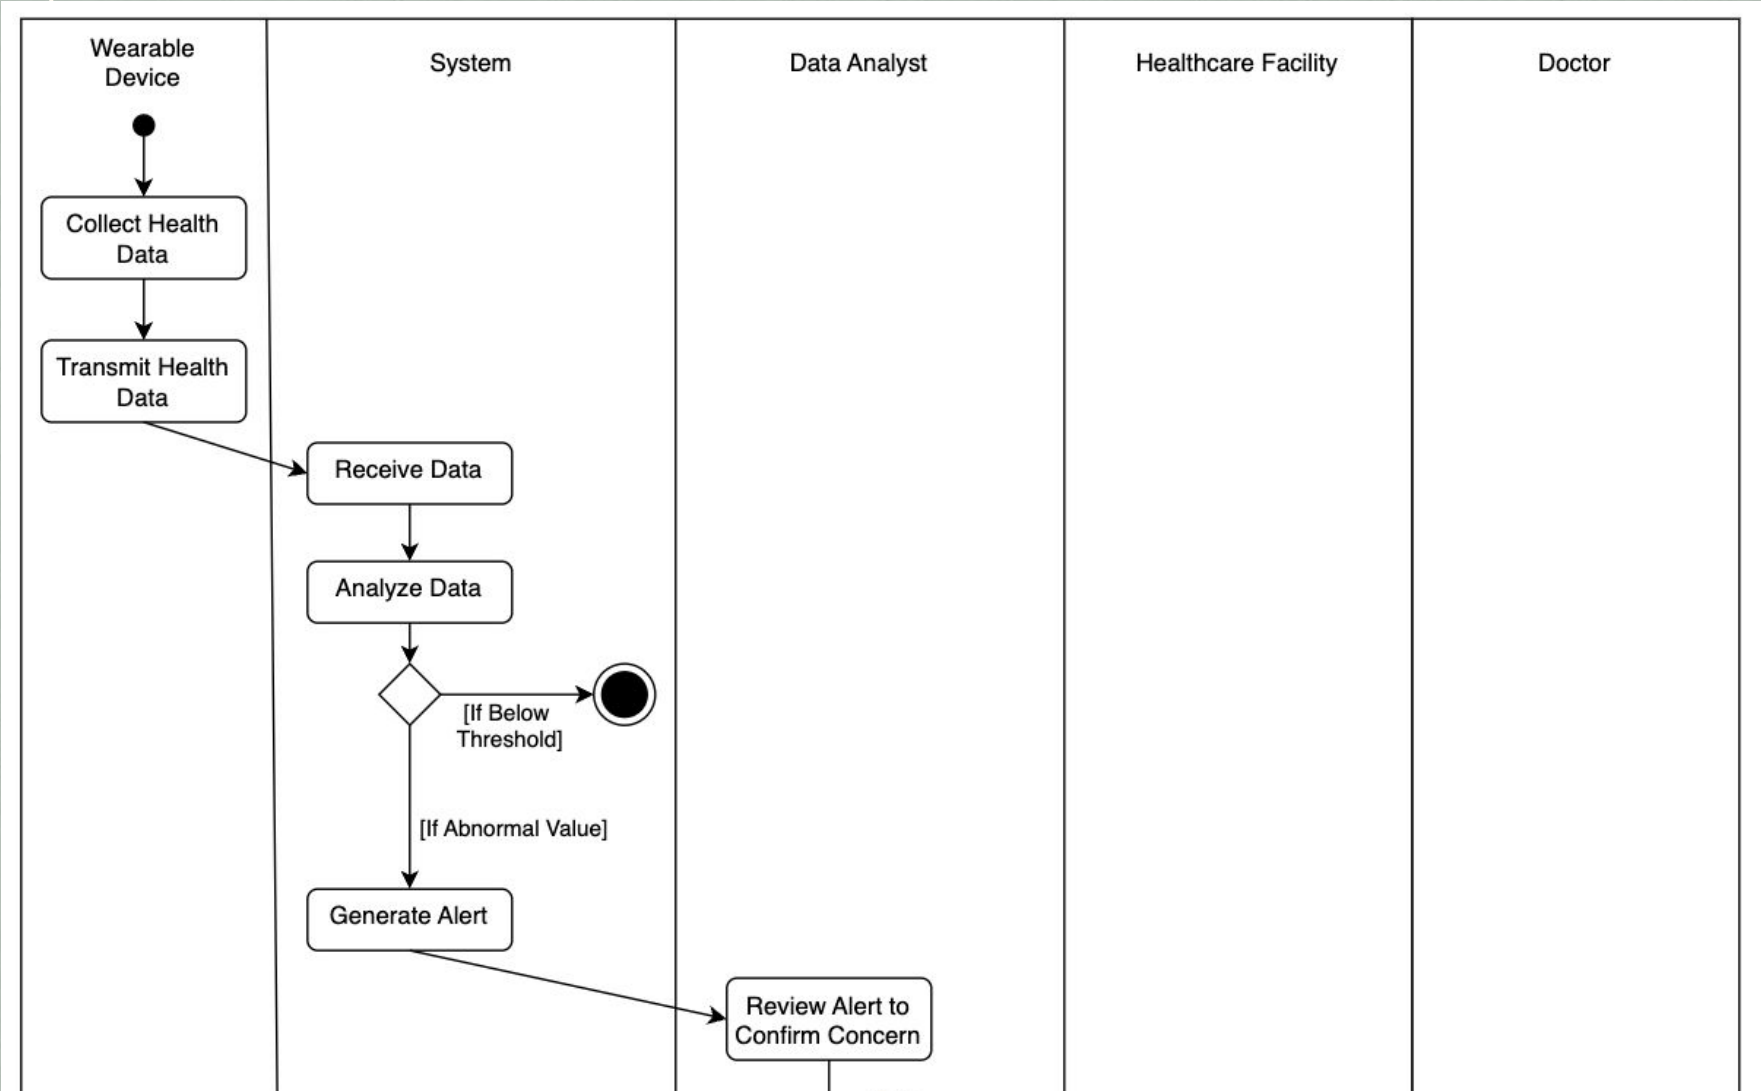 Wearable
Device
System
Data Analyst
Healthcare Facility
Doctor
Collect Health
Data
Transmit Health
Data
Receive Data
Analyze Data
[If Below
Threshold]
[If Abnormal Value]
Generate Alert
Review Alert to
Confirm Concern